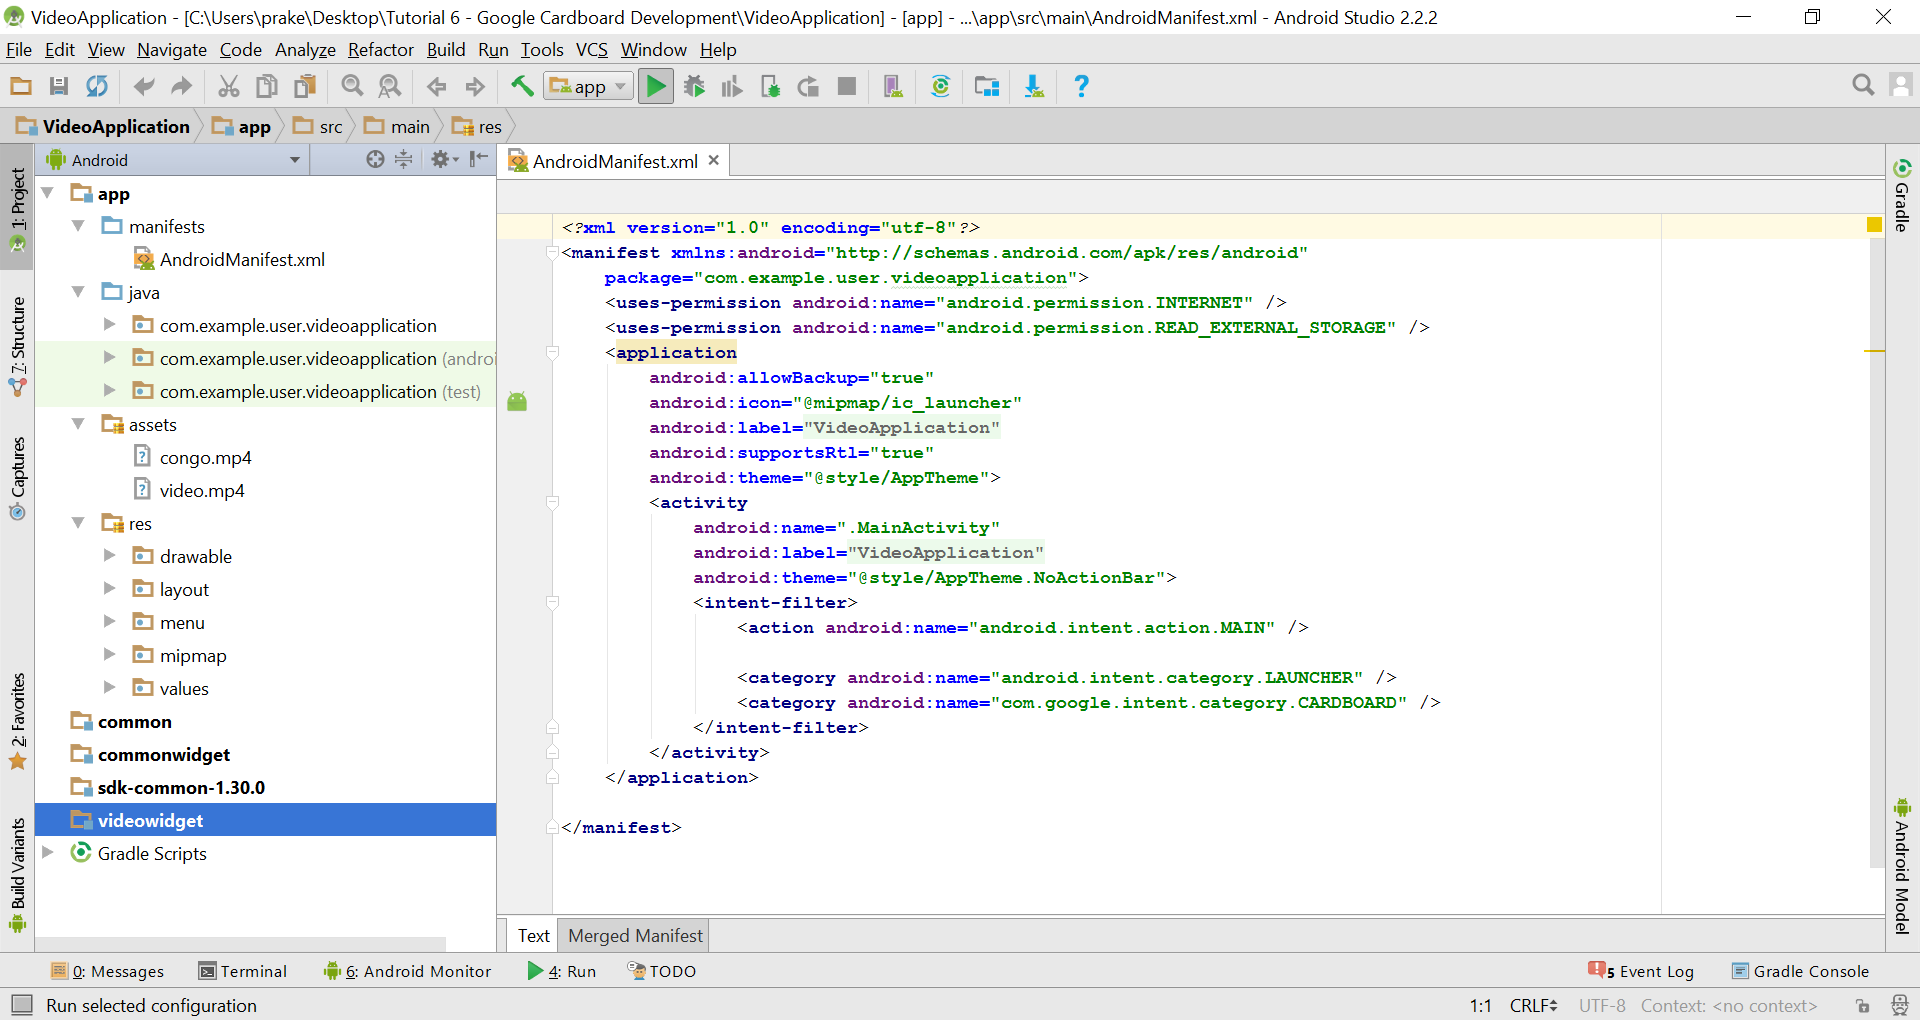 VideoApplication - [C:\Users\prake\Desktop\Tutorial 6 - Google Cardboard Development\VideoApplication] - [app] - ...\app\src\main\AndroidManifest.xml - Android Studio 2.2.2
File Edit View Navigate Code Analyze Refactor Build Run Tools VCS Window Help
app
VideoApplication app src main res
Android
AndroidManifest.xml
1: Project
7: Structure
Captures
2: Favorites
Build Variants
app
manifests
AndroidManifest.xml
java
com.example.user.videoapplication
com.example.user.videoapplication (androi
com.example.user.videoapplication (test)
assets
congo.mp4
video.mp4
res
drawable
layout
menu
mipmap
values
common
commonwidget
sdk-common-1.30.0
videowidget
Gradle Scripts
<?xml version="1.0" encoding="utf-8"?>
<manifest xmlns:android="http://schemas.android.com/apk/res/android"
package="com.example.user.videoapplication">
<uses-permission android:name="android.permission.INTERNET" />
<uses-permission android:name="android.permission.READ_EXTERNAL_STORAGE" />
<application
android:allowBackup="true"
android:icon="@mipmap/ic_launcher"
android:label="VideoApplication"
android:supportsRtl="true"
android:theme="@style/AppTheme">
<activity
android:name=".MainActivity"
android:label="VideoApplication"
android:theme="@style/AppTheme.NoActionBar">
<intent-filter>
<action android:name="android.intent.action.MAIN" />
<category android:name="android.intent.category.LAUNCHER" />
<category android:name="com.google.intent.category.CARDBOARD" />
</intent-filter>
</activity>
</application>
</manifest>
Gradle
Android Model
Text Merged Manifest
0: Messages Terminal 6: Android Monitor 4: Run TODO 5 Event Log Gradle Console
Run selected configuration 1:1 CRLF UTF-8 Context: <no context>